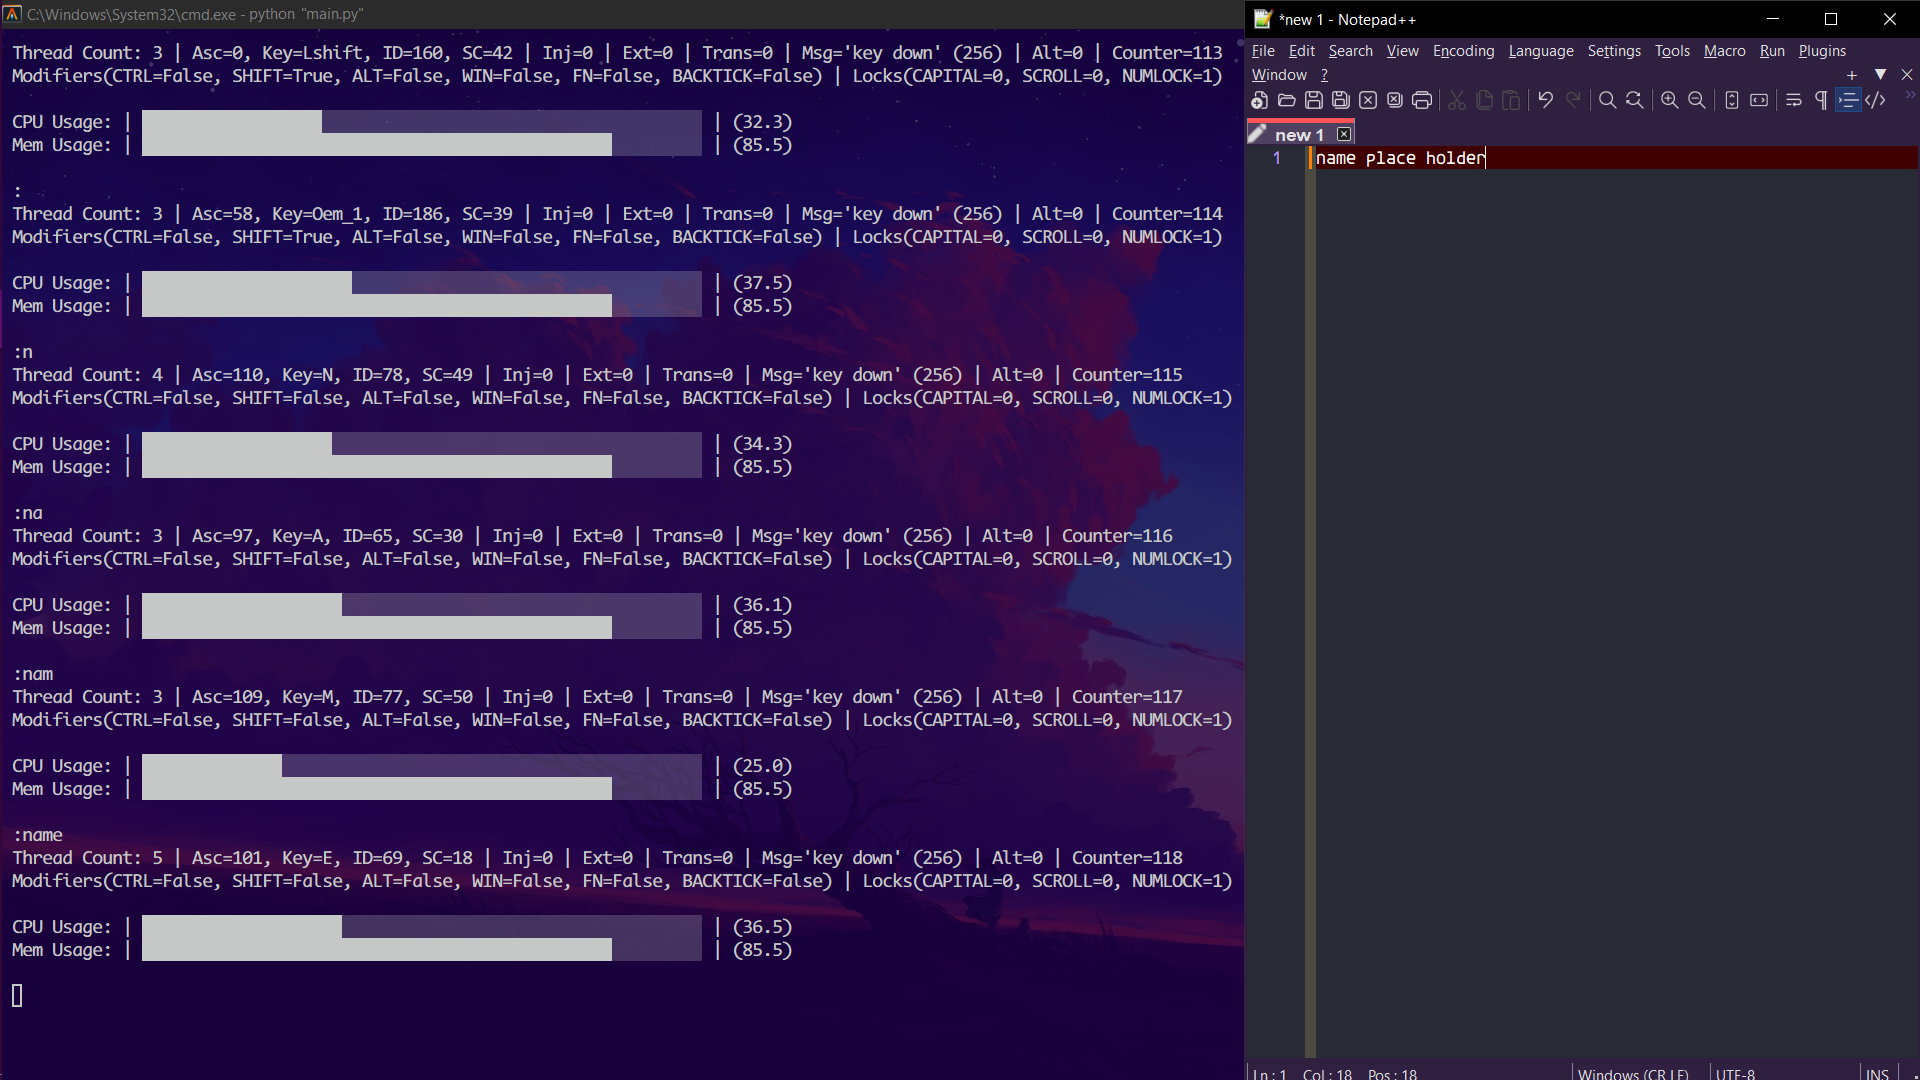 C:\Windows\System32\cmd.exe - python "main.py"
Thread Count: 3 | Asc=0, Key=Lshift, ID=160, SC=42 | Inj=0 | Ext=0 | Trans=0 | Msg='key down' (256) | Alt=0 | Counter=113
Modifiers(CTRL=False, SHIFT=True, ALT=False, WIN=False, FN=False, BACKTICK=False) | Locks(CAPITAL=0, SCROLL=0, NUMLOCK=1)
CPU Usage: | | (32.3)
Mem Usage: | | (85.5)
:
Thread Count: 3 | Asc=58, Key=Oem_1, ID=186, SC=39 | Inj=0 | Ext=0 | Trans=0 | Msg='key down' (256) | Alt=0 | Counter=114
Modifiers(CTRL=False, SHIFT=True, ALT=False, WIN=False, FN=False, BACKTICK=False) | Locks(CAPITAL=0, SCROLL=0, NUMLOCK=1)
CPU Usage: | | (37.5)
Mem Usage: | | (85.5)
:n
Thread Count: 4 | Asc=110, Key=N, ID=78, SC=49 | Inj=0 | Ext=0 | Trans=0 | Msg='key down' (256) | Alt=0 | Counter=115
Modifiers(CTRL=False, SHIFT=False, ALT=False, WIN=False, FN=False, BACKTICK=False) | Locks(CAPITAL=0, SCROLL=0, NUMLOCK=1)
CPU Usage: | | (34.3)
Mem Usage: | | (85.5)
:na
Thread Count: 3 | Asc=97, Key=A, ID=65, SC=30 | Inj=0 | Ext=0 | Trans=0 | Msg='key down' (256) | Alt=0 | Counter=116
Modifiers(CTRL=False, SHIFT=False, ALT=False, WIN=False, FN=False, BACKTICK=False) | Locks(CAPITAL=0, SCROLL=0, NUMLOCK=1)
CPU Usage: | | (36.1)
Mem Usage: | | (85.5)
:nam
Thread Count: 3 | Asc=109, Key=M, ID=77, SC=50 | Inj=0 | Ext=0 | Trans=0 | Msg='key down' (256) | Alt=0 | Counter=117
Modifiers(CTRL=False, SHIFT=False, ALT=False, WIN=False, FN=False, BACKTICK=False) | Locks(CAPITAL=0, SCROLL=0, NUMLOCK=1)
CPU Usage: | | (25.0)
Mem Usage: | | (85.5)
:name
Thread Count: 5 | Asc=101, Key=E, ID=69, SC=18 | Inj=0 | Ext=0 | Trans=0 | Msg='key down' (256) | Alt=0 | Counter=118
Modifiers(CTRL=False, SHIFT=False, ALT=False, WIN=False, FN=False, BACKTICK=False) | Locks(CAPITAL=0, SCROLL=0, NUMLOCK=1)
CPU Usage: | | (36.5)
Mem Usage: | | (85.5)
*new 1 - Notepad++
File Edit Search View Encoding Language Settings Tools Macro Run Plugins
Window ?
new 1
1 name place holder
Ln : 1 Col : 18 Pos : 18 Windows (CR LF) UTF-8 INS